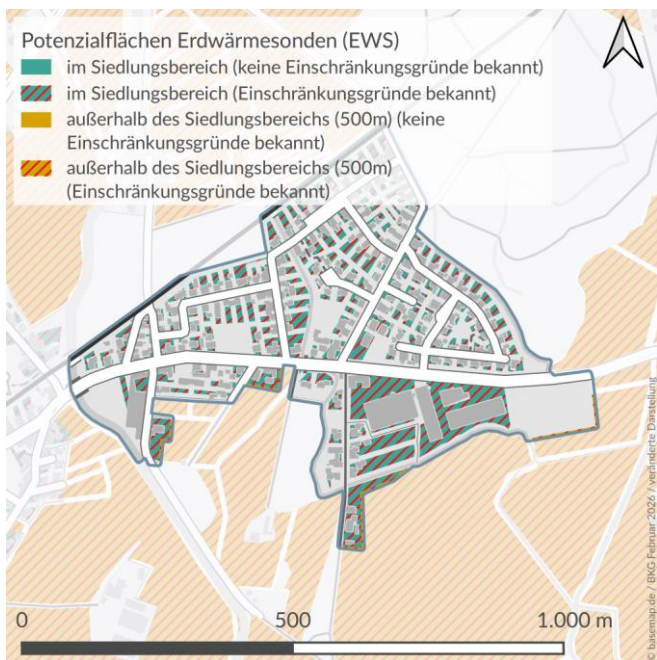 Potenzialflächen Erdwärmesonden (EWS)
im Siedlungsbereich (keine Einschränkungsgründe bekannt)
im Siedlungsbereich (Einschränkungsgründe bekannt)
außerhalb des Siedlungsbereichs (500m) (keine
Einschränkungsgründe bekannt)
außerhalb des Siedlungsbereichs (500m)
(Einschränkungsgründe bekannt)
0 500 1.000 m
© basemap.de / BKG Februar 2026 / veränderte Darstellung